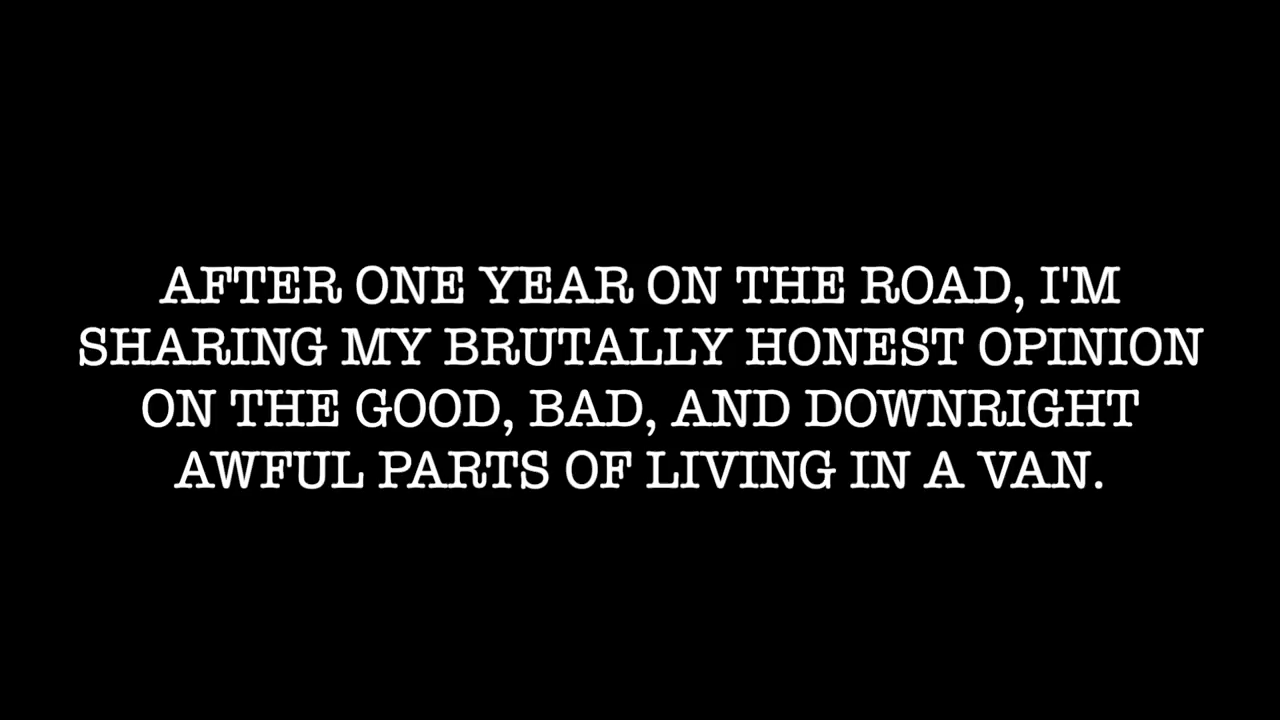 AFTER ONE YEAR ON THE ROAD, I'M
SHARING MY BRUTALLY HONEST OPINION
ON THE GOOD, BAD, AND DOWNRIGHT
AWFUL PARTS OF LIVING IN A VAN.